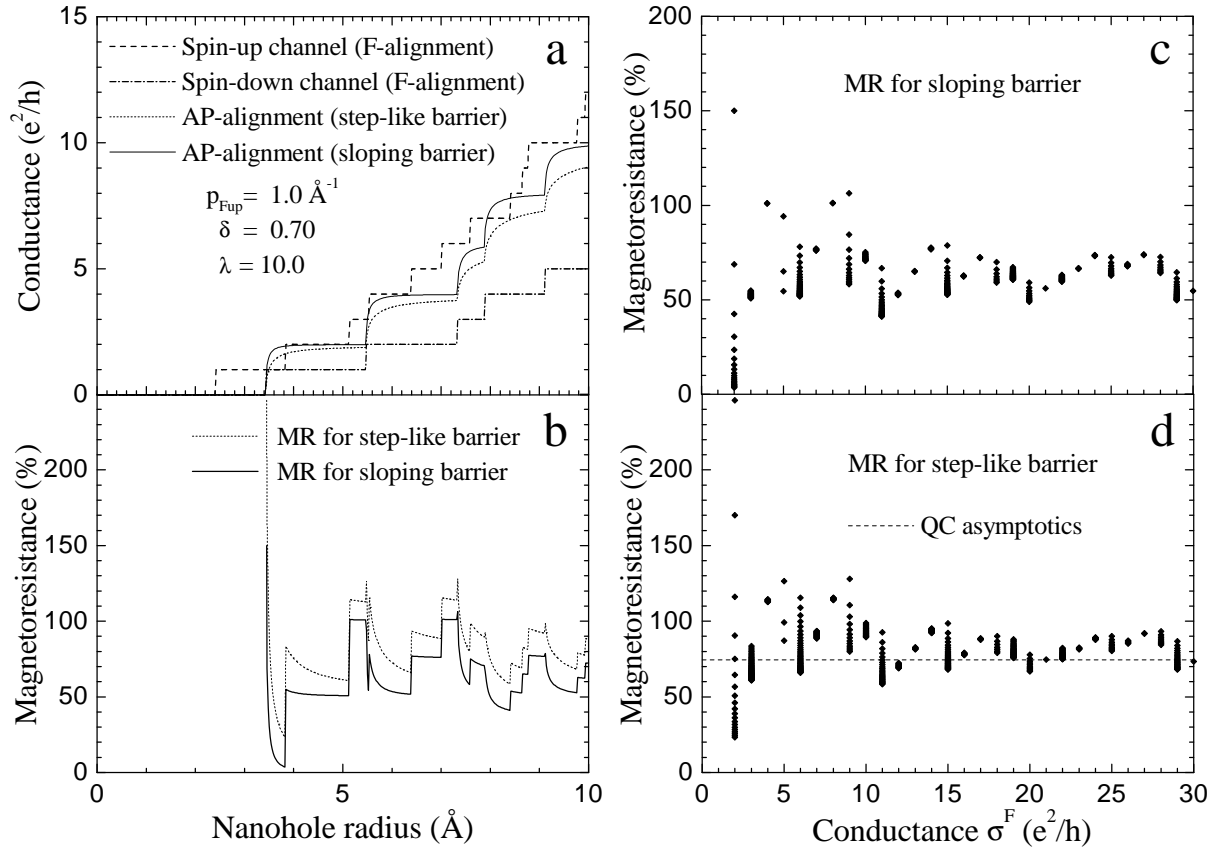 a
Spin-up channel (F-alignment)
Spin-down channel (F-alignment)
AP-alignment (step-like barrier)
AP-alignment (sloping barrier)
p_Fup = 1.0 Å⁻¹
δ = 0.70
λ = 10.0
Conductance (e²/h)
15
10
5
0
b
MR for step-like barrier
MR for sloping barrier
Magnetoresistance (%)
200
150
100
50
0
0
5
10
Nanohole radius (Å)
c
MR for sloping barrier
Magnetoresistance (%)
200
150
100
50
0
d
MR for step-like barrier
QC asymptotics
Magnetoresistance (%)
200
150
100
50
0
0
5
10
15
20
25
30
Conductance σ^F (e²/h)